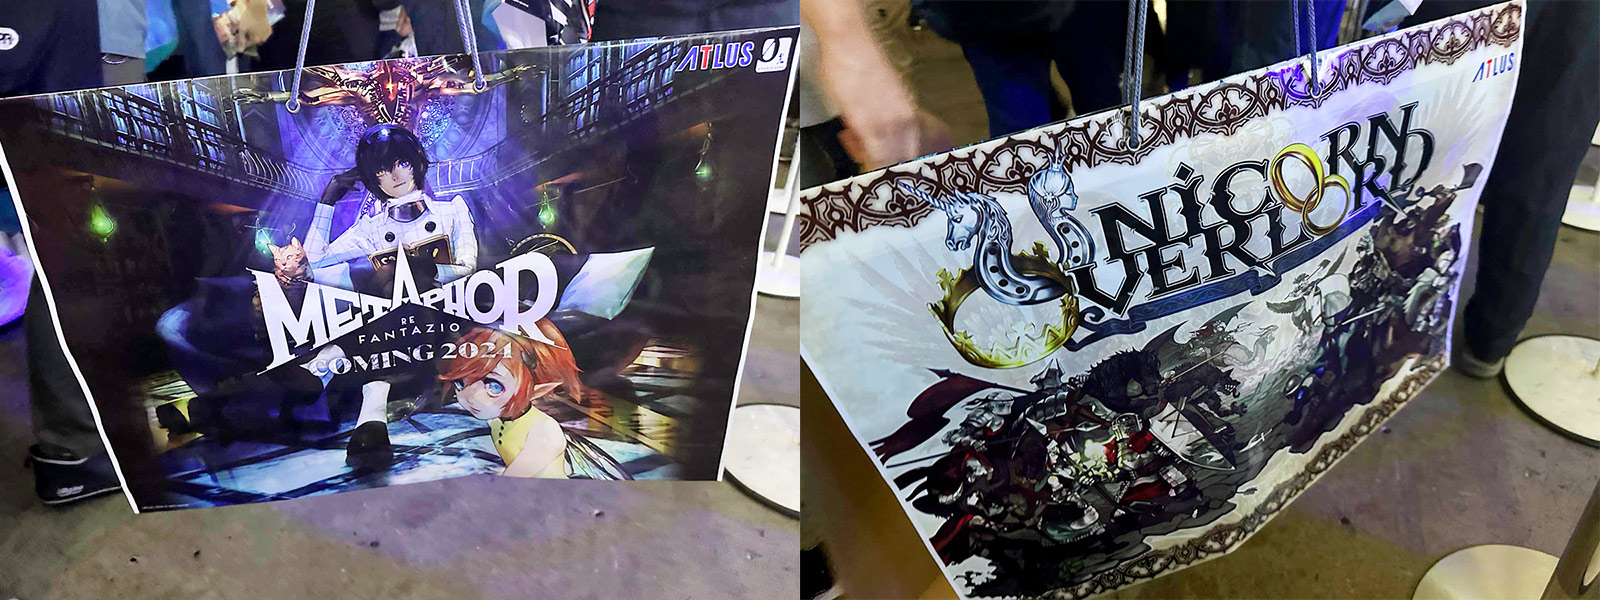 ATLUS
METAPHOR
RE
FANTAZIO
COMING 2024
ATLUS
UNICORN
OVERLORD